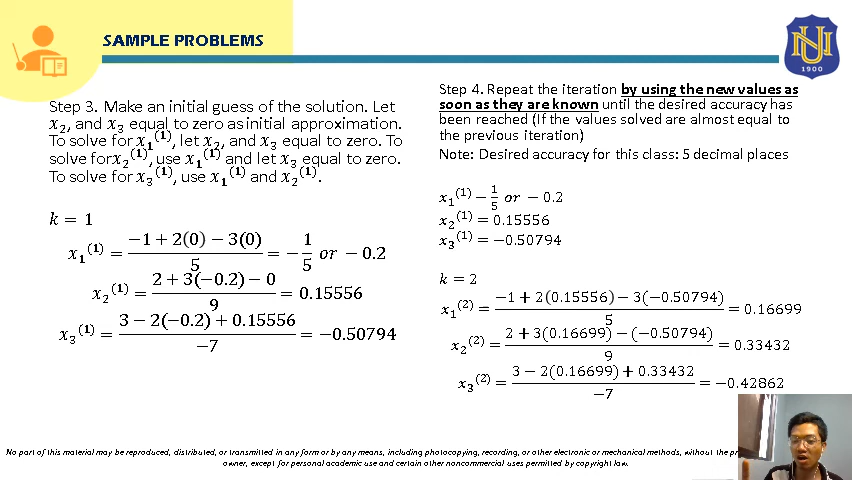 SAMPLE PROBLEMS
NU
1900
Step 3. Make an initial guess of the solution. Let
x₂, and x₃ equal to zero as initial approximation.
To solve for x₁⁽¹⁾, let x₂, and x₃ equal to zero. To
solve forx₂⁽¹⁾, use x₁⁽¹⁾ and let x₃ equal to zero.
To solve for x₃⁽¹⁾, use x₁⁽¹⁾ and x₂⁽¹⁾.
k = 1
x₁⁽¹⁾ = (−1 + 2(0) − 3(0))/5 = −1/5 or − 0.2
x₂⁽¹⁾ = (2 + 3(−0.2) − 0)/9 = 0.15556
x₃⁽¹⁾ = (3 − 2(−0.2) + 0.15556)/−7 = −0.50794
Step 4. Repeat the iteration by using the new values as
soon as they are known until the desired accuracy has
been reached (If the values solved are almost equal to
the previous iteration)
Note: Desired accuracy for this class: 5 decimal places
x₁⁽¹⁾ − 1/5 or − 0.2
x₂⁽¹⁾ = 0.15556
x₃⁽¹⁾ = −0.50794
k = 2
x₁⁽²⁾ = (−1 + 2(0.15556) − 3(−0.50794))/5 = 0.16699
x₂⁽²⁾ = (2 + 3(0.16699) − (−0.50794))/9 = 0.33432
x₃⁽²⁾ = (3 − 2(0.16699) + 0.33432)/−7 = −0.42862
No part of this material may be reproduced, distributed, or transmitted in any form or by any means, including photocopying, recording, or other electronic or mechanical methods, without the pr
owner, except for personal academic use and certain other noncommercial uses permitted by copyright law.